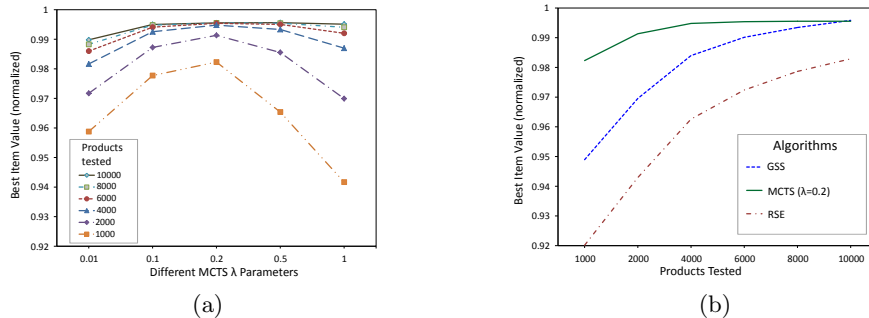 1
0.99
0.98
0.97
0.96
0.95
0.94
0.93
0.92
Best Item Value (normalized)
Products
tested
10000
8000
6000
4000
2000
1000
0.01
0.1
0.2
0.5
1
Different MCTS λ Parameters
(a)
1
0.99
0.98
0.97
0.96
0.95
0.94
0.93
0.92
Best Item Value (normalized)
Algorithms
GSS
MCTS (λ=0.2)
RSE
1000
2000
4000
6000
8000
10000
Products Tested
(b)